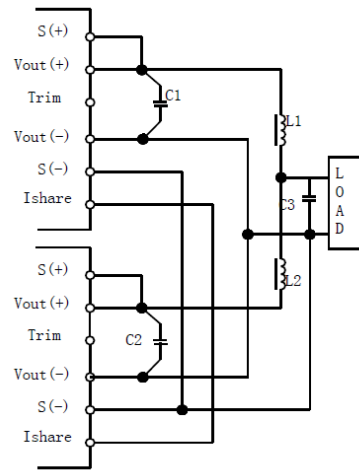 S(+)
Vout(+)
Trim
Vout(-)
S(-)
Ishare
C1
L1
C3
LOAD
S(+)
Vout(+)
Trim
Vout(-)
S(-)
Ishare
C2
L2